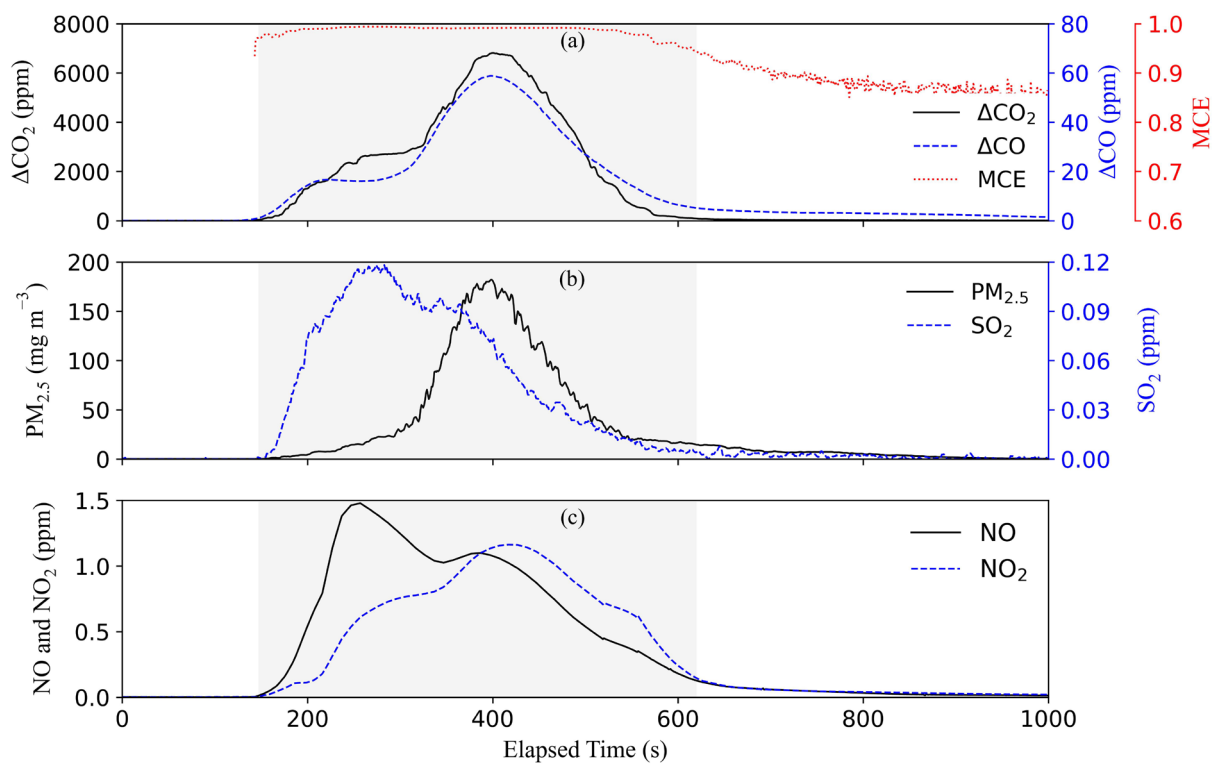 (a)
ΔCO₂ (ppm)
8000
6000
4000
2000
0
80
60
40
20
0
ΔCO (ppm)
1.0
0.9
0.8
0.7
0.6
MCE
ΔCO₂
ΔCO
MCE
(b)
PM₂.₅ (mg m⁻³)
200
150
100
50
0
0.12
0.09
0.06
0.03
0.00
SO₂ (ppm)
PM₂.₅
SO₂
(c)
NO and NO₂ (ppm)
1.5
1.0
0.5
0.0
NO
NO₂
0 200 400 600 800 1000
Elapsed Time (s)